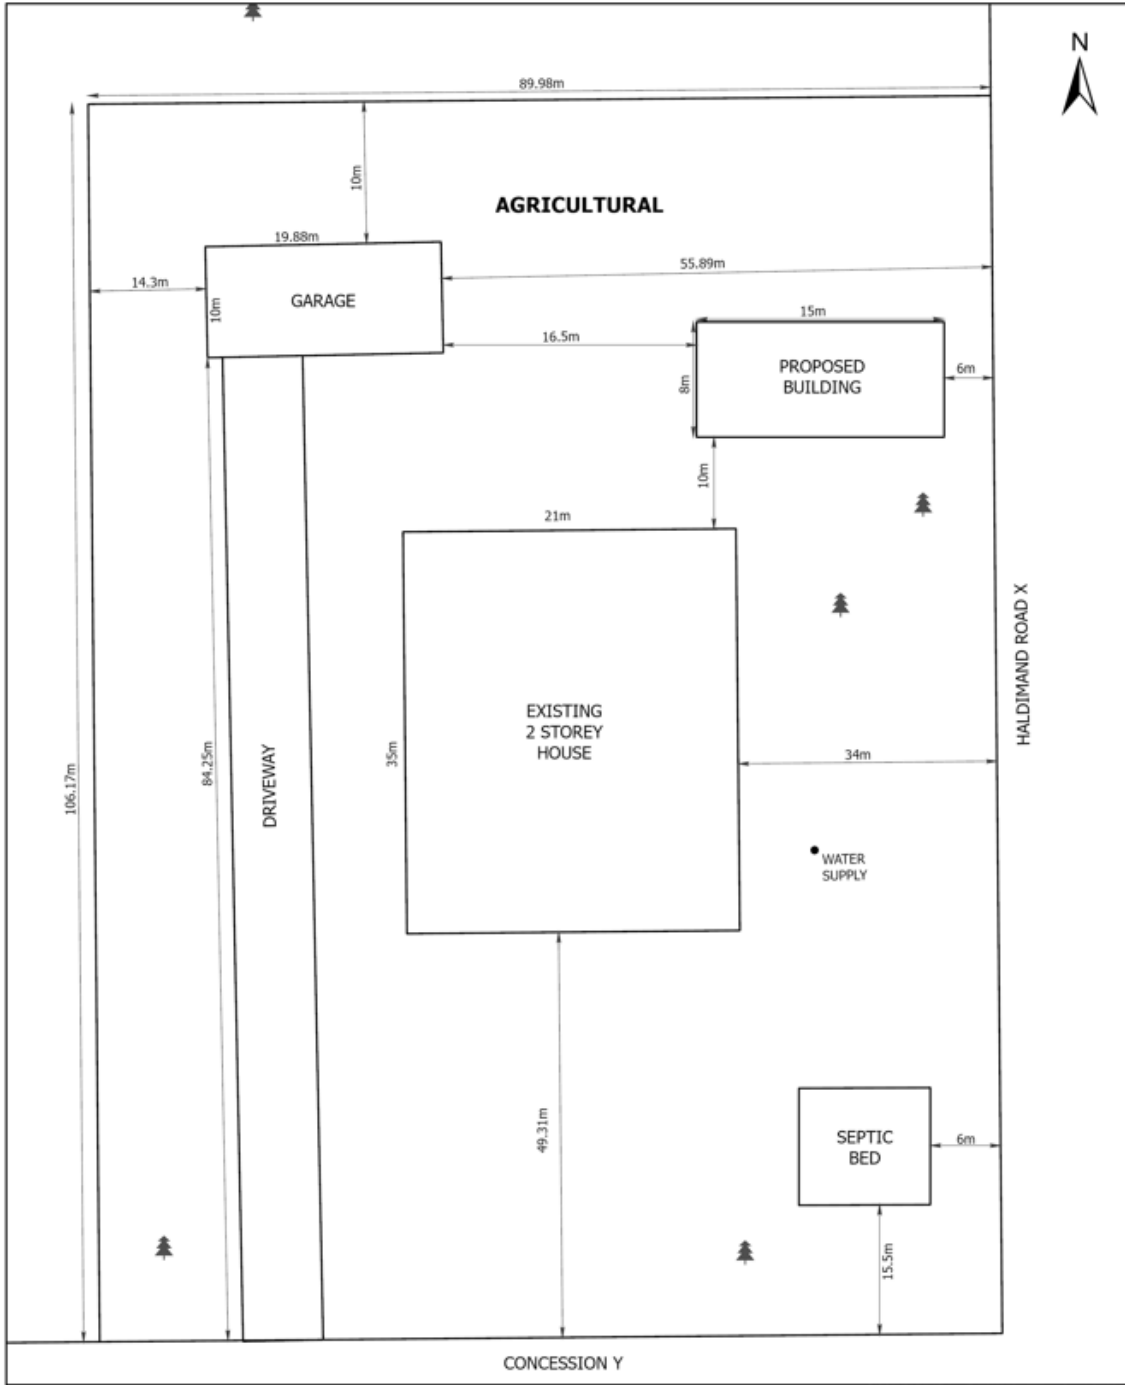 N
89.98m
10m
AGRICULTURAL
19.88m
55.89m
14.3m
GARAGE
10m
15m
16.5m
PROPOSED
BUILDING
6m
8m
10m
21m
HALDIMAND ROAD X
EXISTING
2 STOREY
HOUSE
35m
34m
84.25m
106.17m
DRIVEWAY
WATER
SUPPLY
49.31m
SEPTIC
BED
6m
15.5m
CONCESSION Y